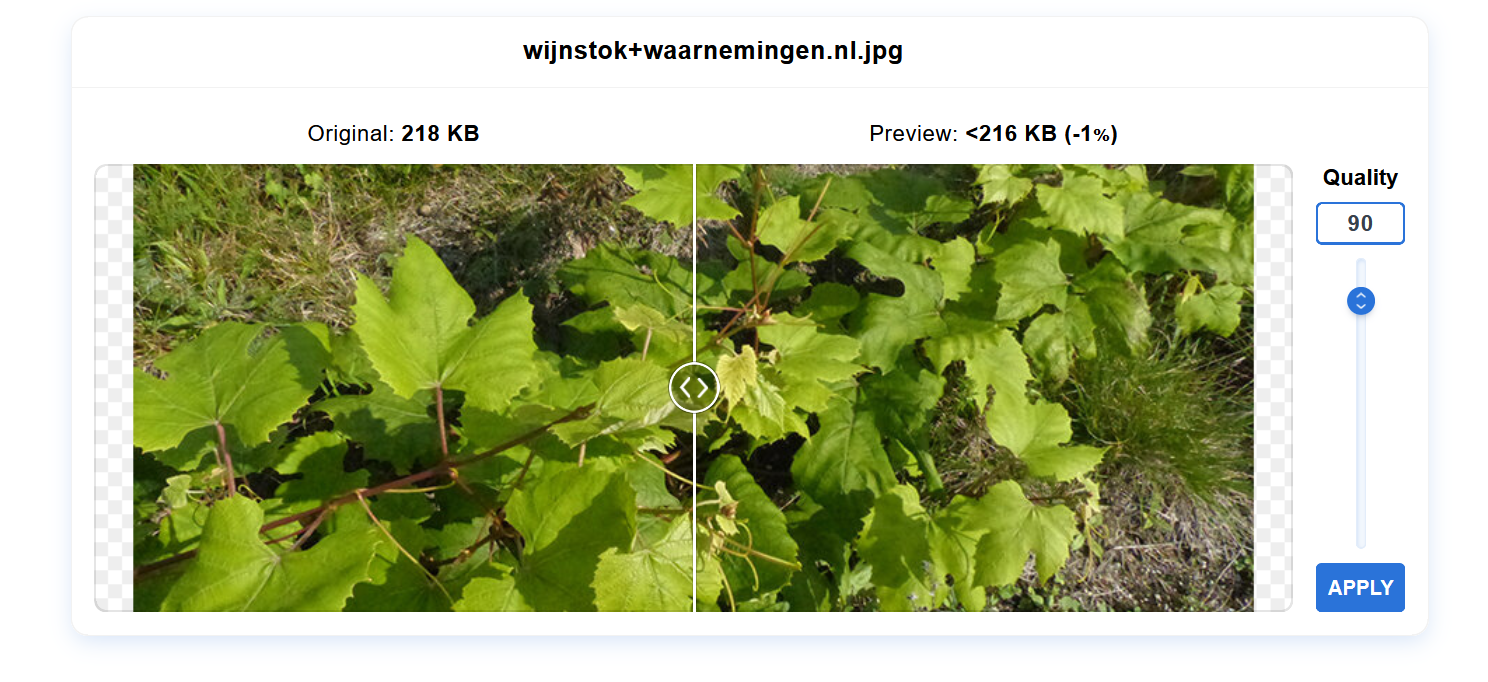 wijnstok+waarnemingen.nl.jpg
Original: 218 KB
Preview: <216 KB (-1%)
Quality
90
APPLY